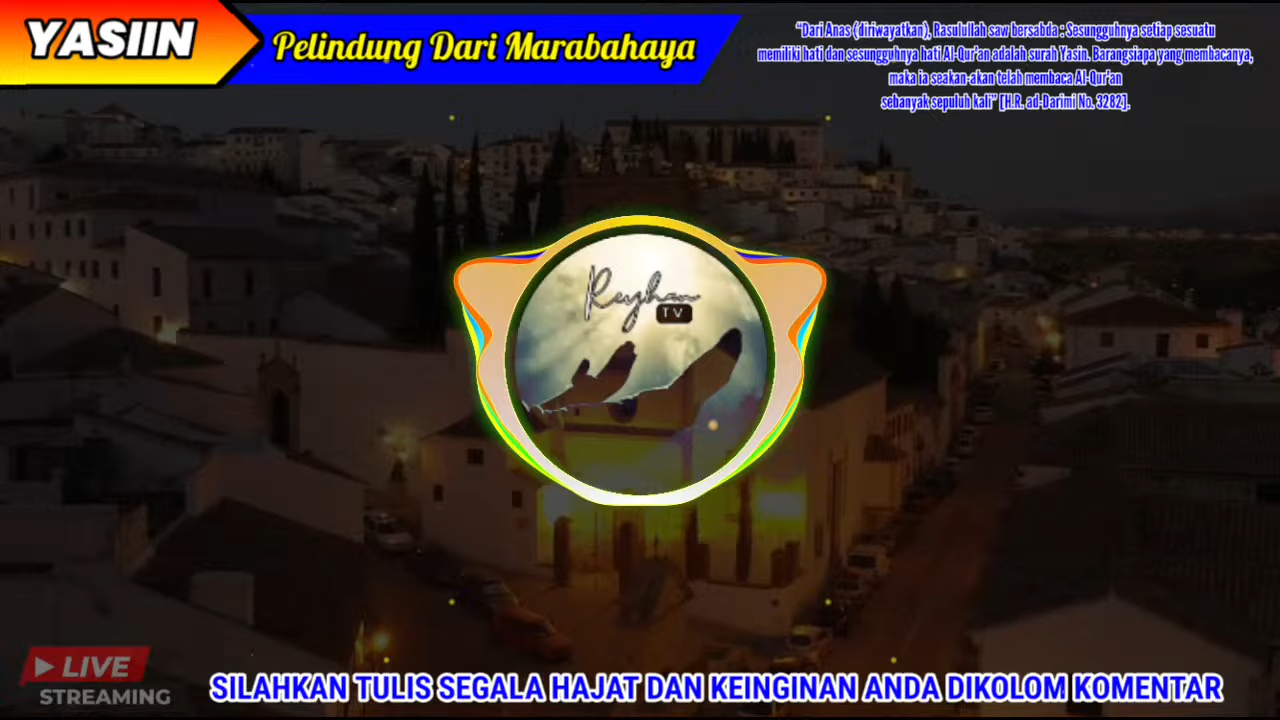 YASIIN
Pelindung Dari Marabahaya
“Dari Anas (diriwayatkan), Rasulullah saw bersabda : Sesungguhnya setiap sesuatu
memiliki hati dan sesungguhnya hati Al-Qur'an adalah surah Yasin. Barangsiapa yang membacanya,
maka ia seakan-akan telah membaca Al-Qur'an
sebanyak sepuluh kali” [H.R. ad-Darimi No. 3282].
Reyhan
TV
LIVE
STREAMING
SILAHKAN TULIS SEGALA HAJAT DAN KEINGINAN ANDA DIKOLOM KOMENTAR